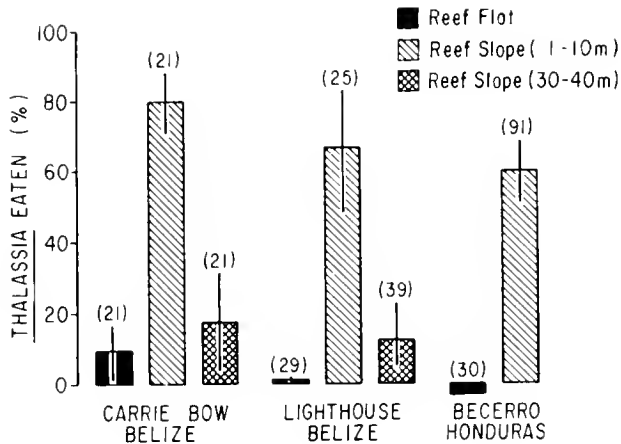 Reef Flat
Reef Slope (1-10m)
Reef Slope (30-40m)
THALASSIA EATEN (%)
100
80
60
40
20
0
(21)
(21)
(21)
(29)
(25)
(39)
(30)
(91)
CARRIE BOW
BELIZE
LIGHTHOUSE
BELIZE
BECERRO
HONDURAS